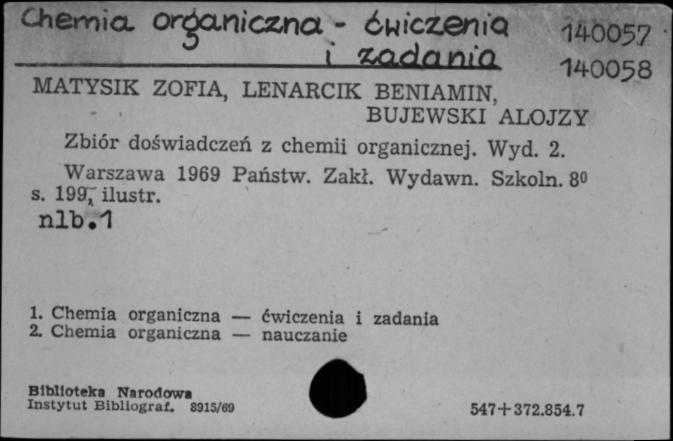 Chemia organiczna - ćwiczenia 140057
i zadania 140058
MATYSIK ZOFIA, LENARCIK BENIAMIN,
BUJEWSKI ALOJZY
Zbiór doświadczeń z chemii organicznej. Wyd. 2.
Warszawa 1969 Państw. Zakł. Wydawn. Szkoln. 8⁰
s. 199, ilustr.
nlb.1
1. Chemia organiczna — ćwiczenia i zadania
2. Chemia organiczna — nauczanie
Biblioteka Narodowa
Instytut Bibliograf. 8915/69
547+372.854.7